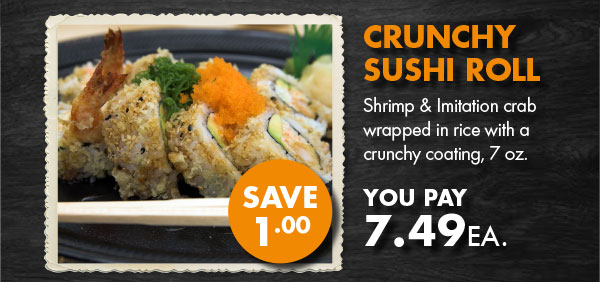 CRUNCHY
SUSHI ROLL
Shrimp & Imitation crab
wrapped in rice with a
crunchy coating, 7 oz.
SAVE
1.00
YOU PAY
7.49EA.